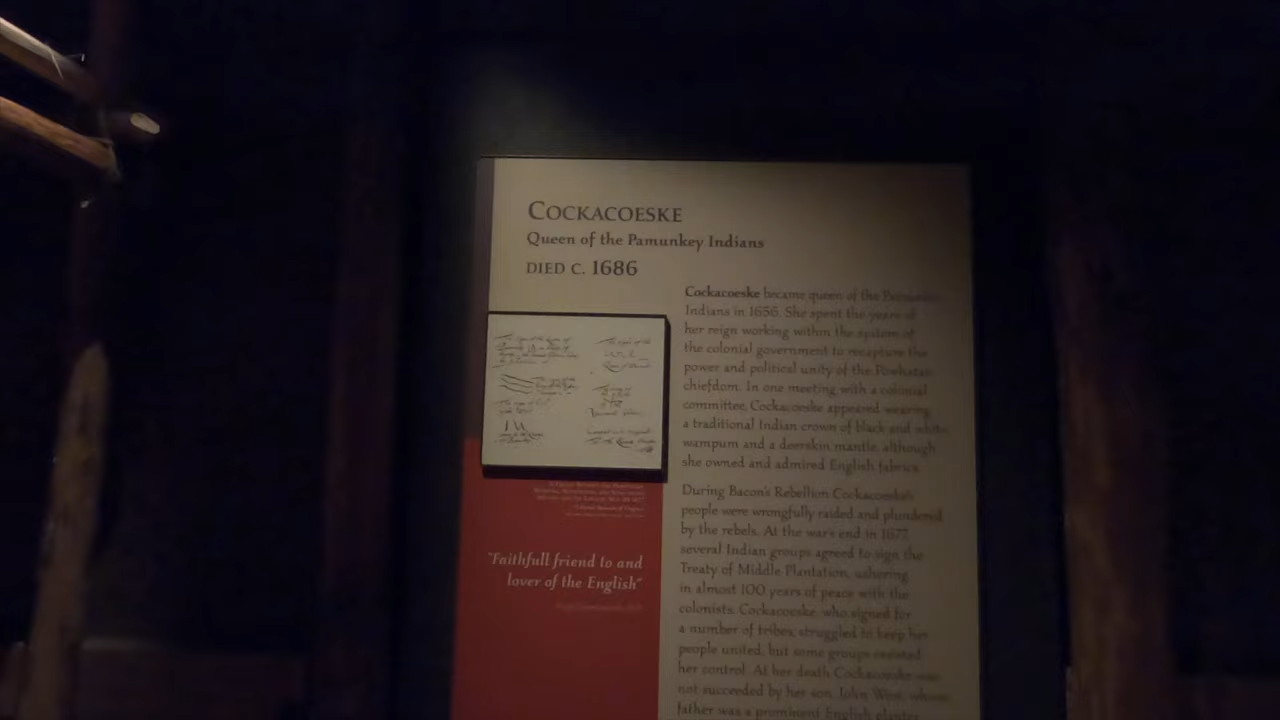 COCKACOESKE
Queen of the Pamunkey Indians
DIED C. 1686
Cockacoeske became queen of the Pamunkey
Indians in 1656. She spent the years of
her reign working within the system of
the colonial government to recapture the
power and political unity of the Powhatan
chiefdom. In one meeting with a colonial
committee, Cockacoeske appeared wearing
a traditional Indian crown of black and white
wampum and a deerskin mantle, although
she owned and admired English fabrics.
During Bacon's Rebellion Cockacoeske's
people were wrongfully raided and plundered
by the rebels. At the war's end in 1677,
several Indian groups agreed to sign the
Treaty of Middle Plantation, ushering
in almost 100 years of peace with the
colonists. Cockacoeske, who signed for
a number of tribes, struggled to keep her
people united, but some groups resisted
her control. At her death Cockacoeske was
not succeeded by her son, John West, whose
father was a prominent English planter
"Faithfull friend to and
lover of the English"